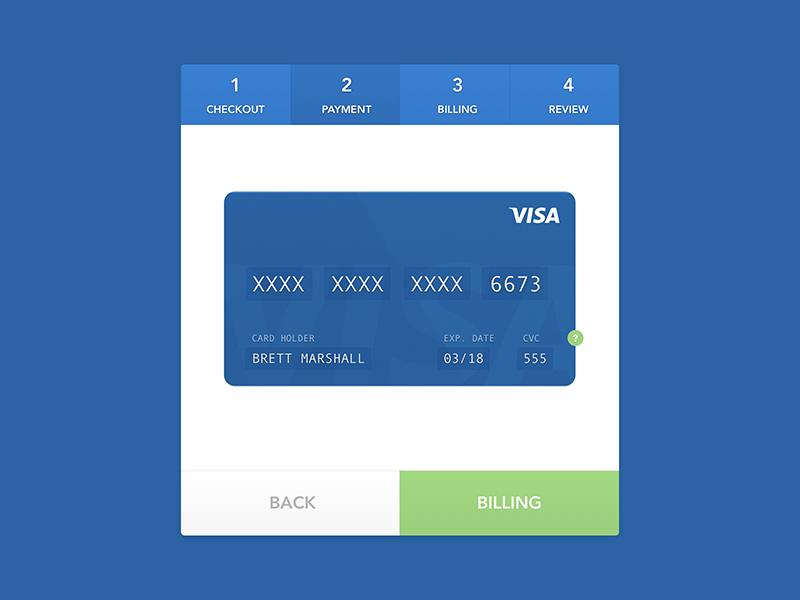 1 2 3 4
CHECKOUT PAYMENT BILLING REVIEW
VISA
XXXX XXXX XXXX 6673
CARD HOLDER EXP. DATE CVC ?
BRETT MARSHALL 03/18 555
VISA
BACK BILLING